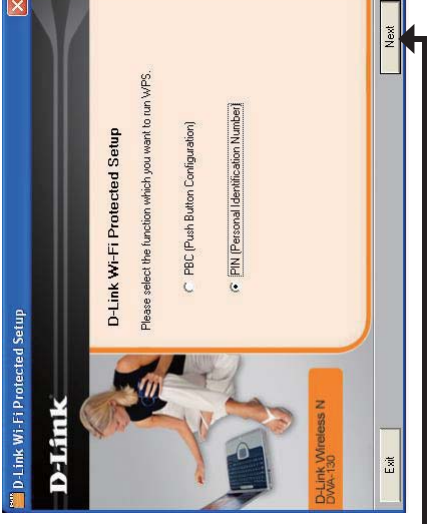 D-Link Wi-Fi Protected Setup
D-Link
D-Link Wi-Fi Protected Setup
Please select the function which you want to run WPS.
PBC (Push Button Configuration)
PIN (Personal Identification Number)
D-Link Wireless N
DWA-130
Exit
Next